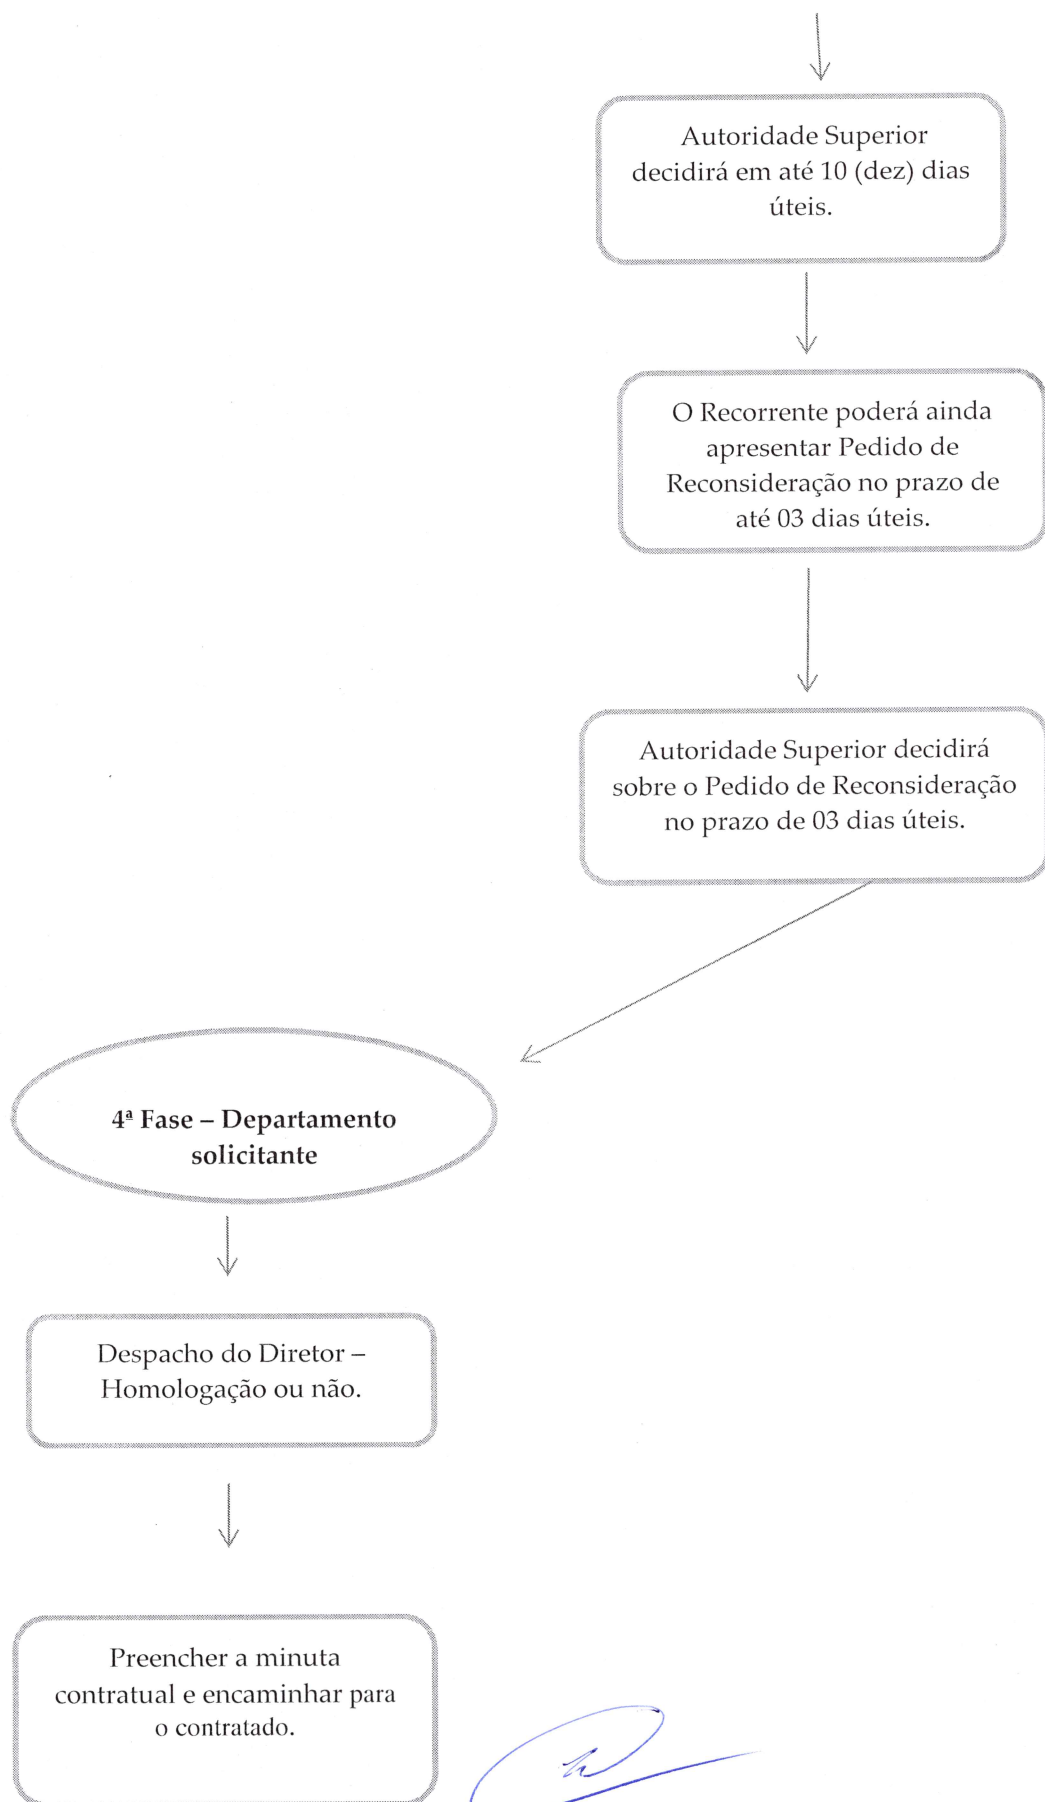 Autoridade Superior
decidirá em até 10 (dez) dias
úteis.
O Recorrente poderá ainda
apresentar Pedido de
Reconsideração no prazo de
até 03 dias úteis.
Autoridade Superior decidirá
sobre o Pedido de Reconsideração
no prazo de 03 dias úteis.
4ª Fase – Departamento
solicitante
Despacho do Diretor –
Homologação ou não.
Preencher a minuta
contratual e encaminhar para
o contratado.